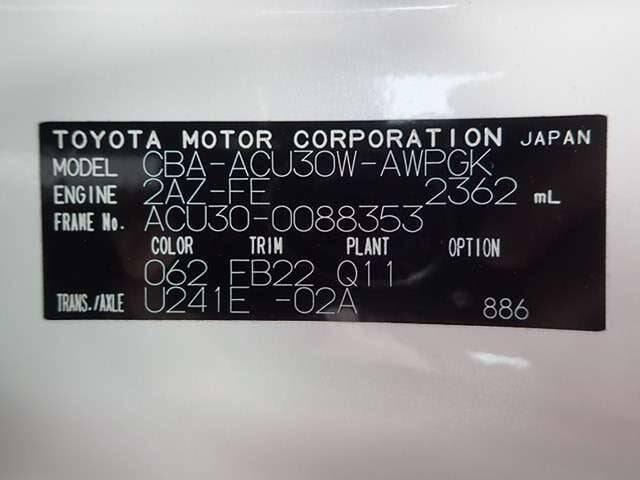 TOYOTA MOTOR CORPORATION JAPAN
MODEL CBA-ACU30W-AWPGK
ENGINE 2AZ-FE 2362 mL
FRAME No. ACU30-0088353
COLOR TRIM PLANT OPTION
062 FB22 Q11
TRANS./AXLE U241E -02A 886